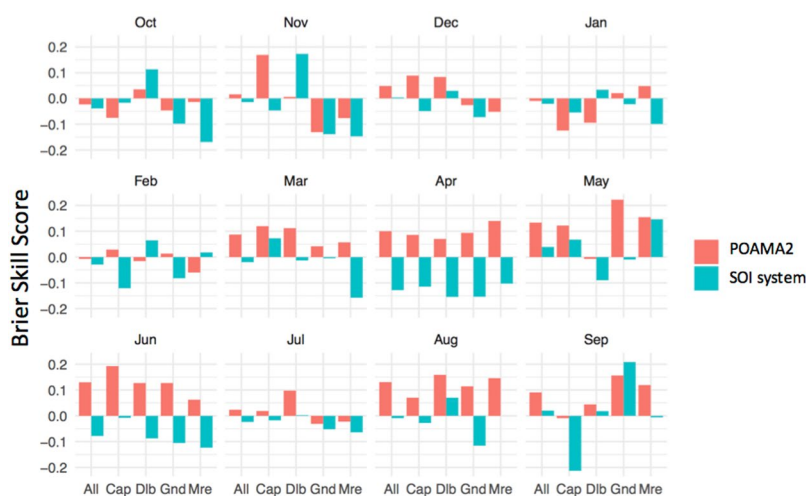 Oct Nov Dec Jan
0.2
0.1
0.0
−0.1
−0.2
Feb Mar Apr May
0.2
0.1
0.0
−0.1
−0.2
Jun Jul Aug Sep
0.2
0.1
0.0
−0.1
−0.2
All Cap Dlb Gnd Mre All Cap Dlb Gnd Mre All Cap Dlb Gnd Mre All Cap Dlb Gnd Mre
Brier Skill Score
POAMA2
SOI system